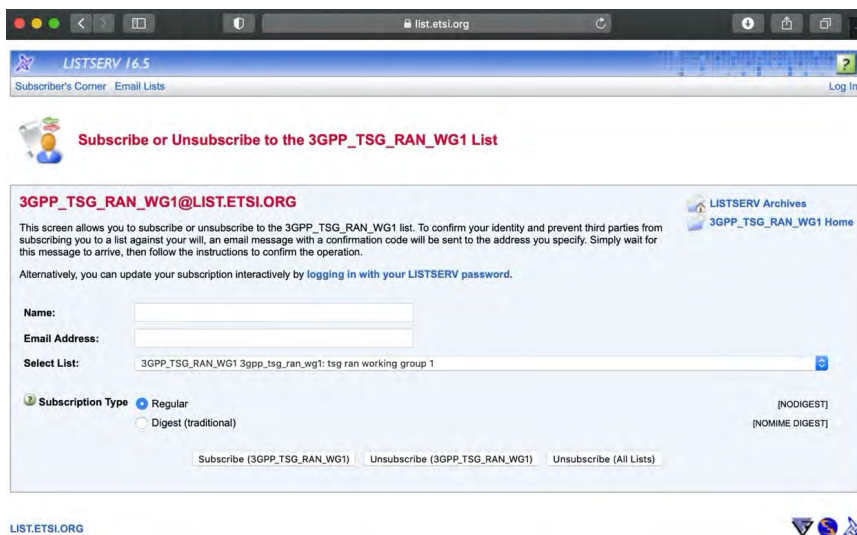 list.etsi.org
LISTSERV 16.5
?
Subscriber's Corner Email Lists
Log In
Subscribe or Unsubscribe to the 3GPP_TSG_RAN_WG1 List
3GPP_TSG_RAN_WG1@LIST.ETSI.ORG
This screen allows you to subscribe or unsubscribe to the 3GPP_TSG_RAN_WG1 list. To confirm your identity and prevent third parties from
subscribing you to a list against your will, an email message with a confirmation code will be sent to the address you specify. Simply wait for
this message to arrive, then follow the instructions to confirm the operation.
Alternatively, you can update your subscription interactively by logging in with your LISTSERV password.
LISTSERV Archives
3GPP_TSG_RAN_WG1 Home
Name:
Email Address:
Select List: 3GPP_TSG_RAN_WG1 3gpp_tsg_ran_wg1: tsg ran working group 1
? Subscription Type Regular [NODIGEST]
Digest (traditional) [NOMIME DIGEST]
Subscribe (3GPP_TSG_RAN_WG1) Unsubscribe (3GPP_TSG_RAN_WG1) Unsubscribe (All Lists)
LIST.ETSI.ORG